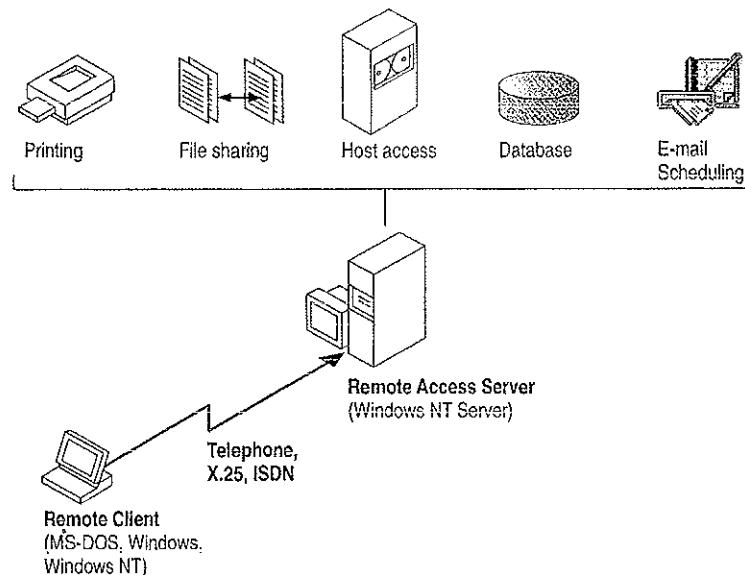 Printing
File sharing
Host access
Database
E-mail
Scheduling
Remote Access Server
(Windows NT Server)
Telephone,
X.25, ISDN
Remote Client
(MS-DOS, Windows,
Windows NT)